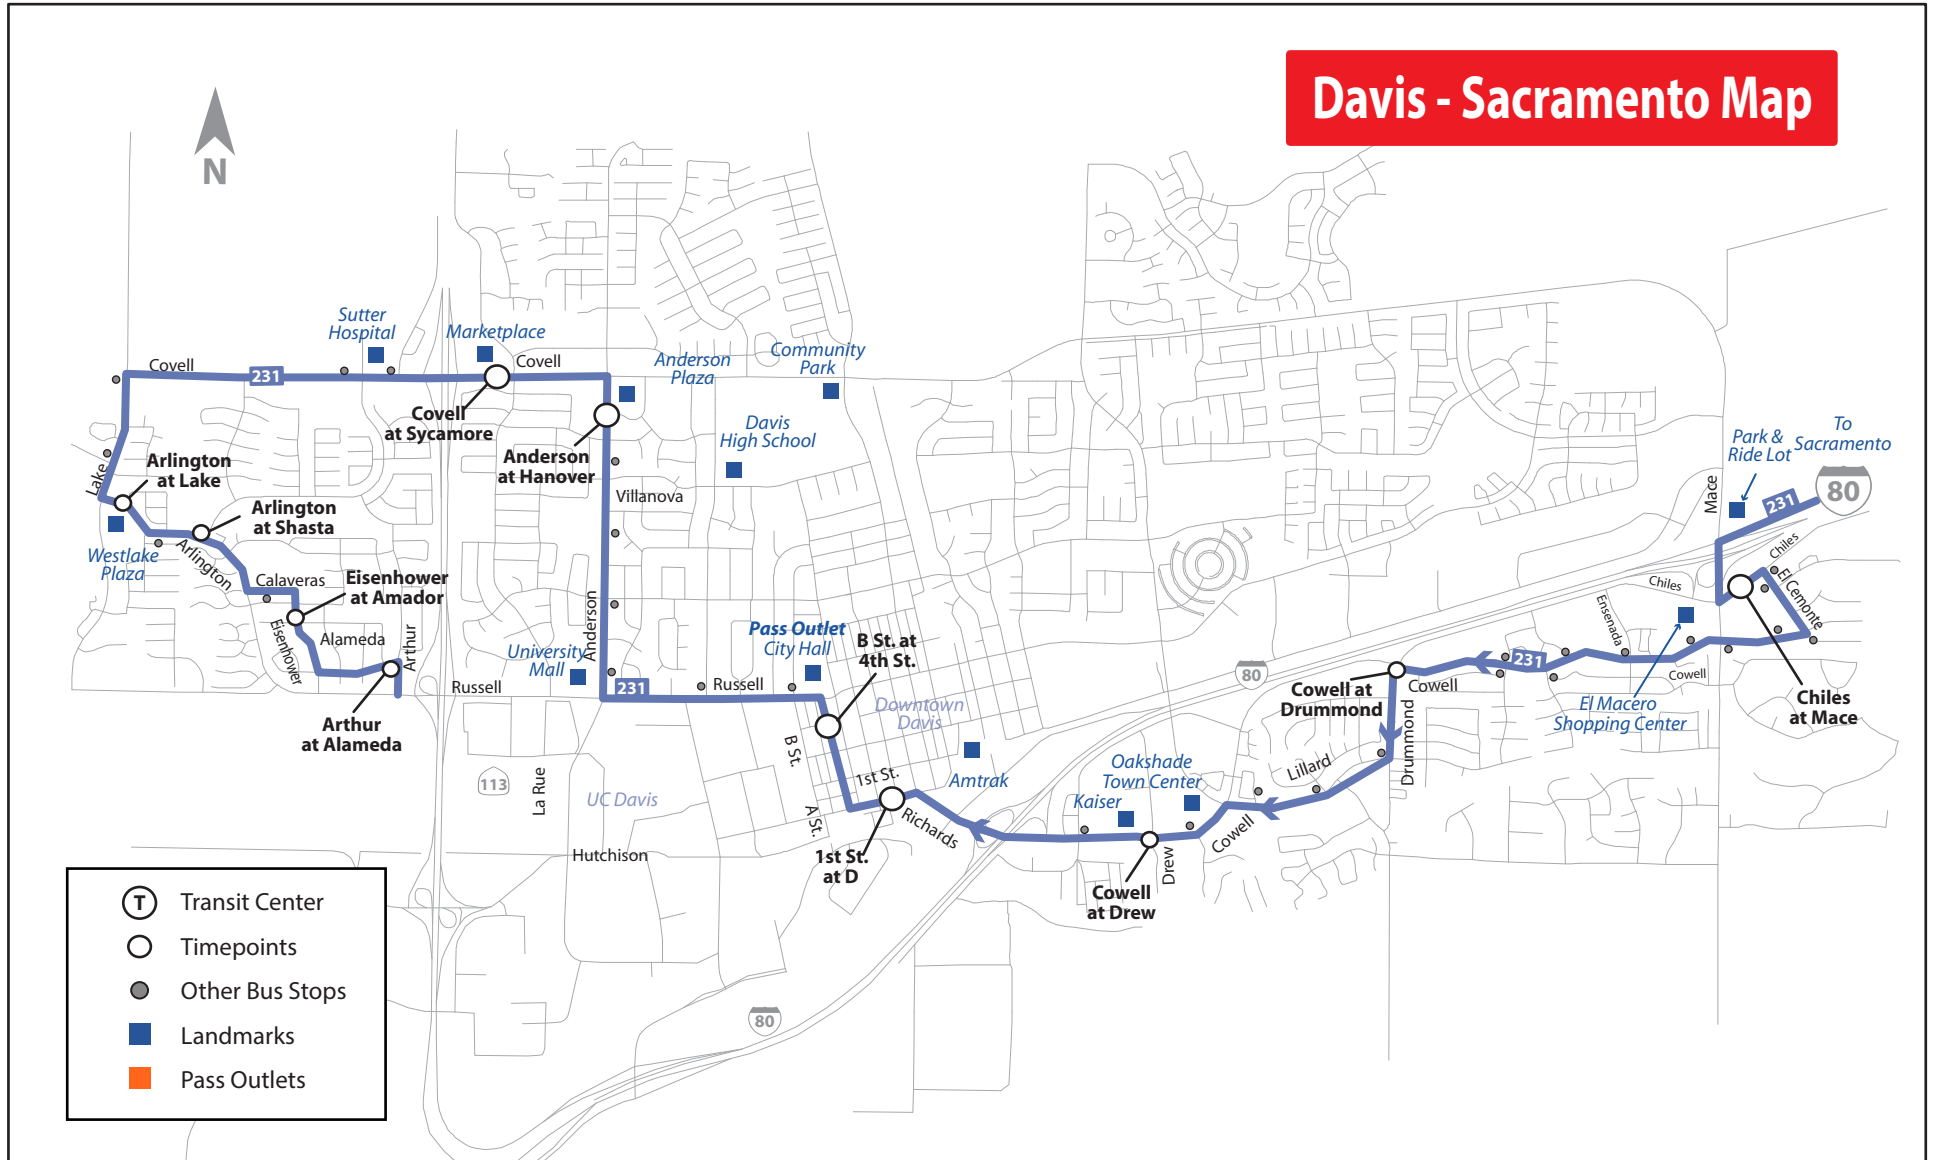 Davis - Sacramento Map
N
Sutter
Hospital
Marketplace
Covell
231
Covell
Anderson
Plaza
Community
Park
Covell
at Sycamore
Davis
High School
Park &
Ride Lot
To
Sacramento
Lake
Arlington
at Lake
Anderson
at Hanover
Villanova
Mace
231
80
Arlington
at Shasta
Westlake
Plaza
Arlington
Calaveras
Eisenhower
at Amador
Chiles
Chiles
El Cemonte
Ensenada
Eisenhower
Alameda
Arthur
Anderson
University
Mall
Pass Outlet
City Hall
B St. at
4th St.
231
Russell
231
Russell
80
Cowell at
Drummond
Cowell
Cowell
Downtown
Davis
El Macero
Shopping Center
Chiles
at Mace
Arthur
at Alameda
B St.
Drummond
113
La Rue
UC Davis
1st St.
Amtrak
Oakshade
Town Center
Lillard
Kaiser
A St.
Richards
Cowell
Hutchison
1st St.
at D
Drew
Cowell
at Drew
T
Transit Center
Timepoints
Other Bus Stops
Landmarks
Pass Outlets
80